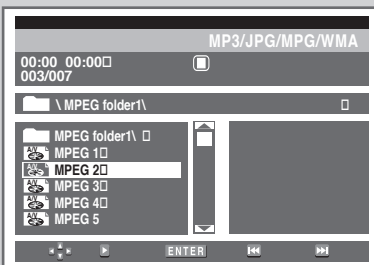 MP3/JPG/MPG/WMA
00:00 00:00
003/007
\ MPEG folder1\
MPEG folder1\
A/V MPEG 1
A/V MPEG 2
A/V MPEG 3
A/V MPEG 4
A/V MPEG 5
ENTER